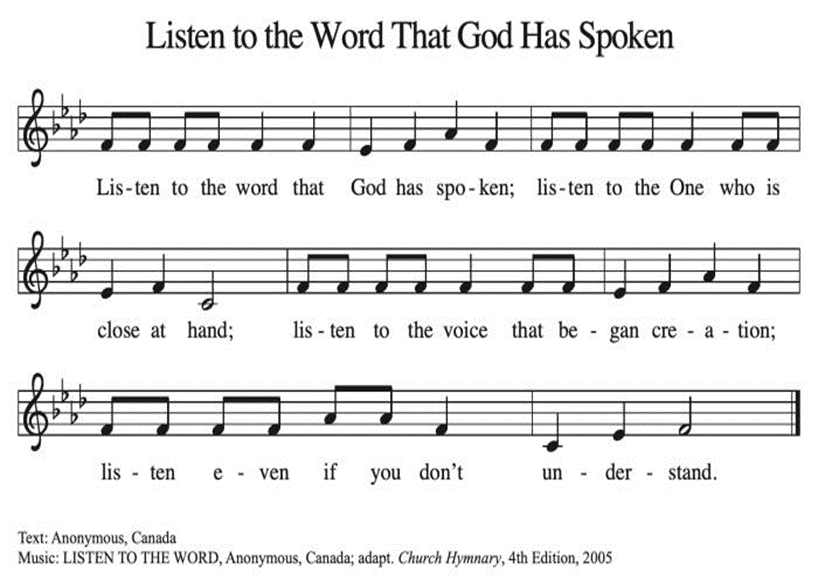 Listen to the Word That God Has Spoken
Lis-ten to the word that God has spo-ken; lis-ten to the One who is
close at hand; lis-ten to the voice that be-gan cre-a-tion;
lis-ten e-ven if you don't un-der-stand.
Text: Anonymous, Canada
Music: LISTEN TO THE WORD, Anonymous, Canada; adapt. Church Hymnary, 4th Edition, 2005